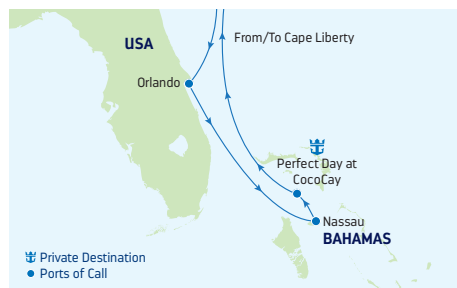 From/To Cape Liberty
USA
Orlando
Perfect Day at
CocoCay
Nassau
BAHAMAS
Private Destination
Ports of Call